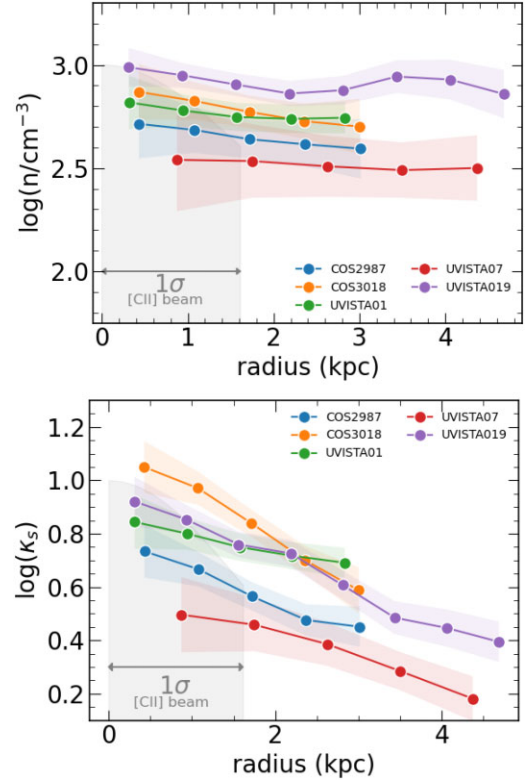 3.0
2.5
2.0
log(n/cm⁻³)
1σ
[CII] beam
COS2987
COS3018
UVISTA01
UVISTA07
UVISTA019
0 1 2 3 4
radius (kpc)
1.2
1.0
0.8
0.6
0.4
0.2
log(κₛ)
COS2987
COS3018
UVISTA01
UVISTA07
UVISTA019
1σ
[CII] beam
0 2 4
radius (kpc)